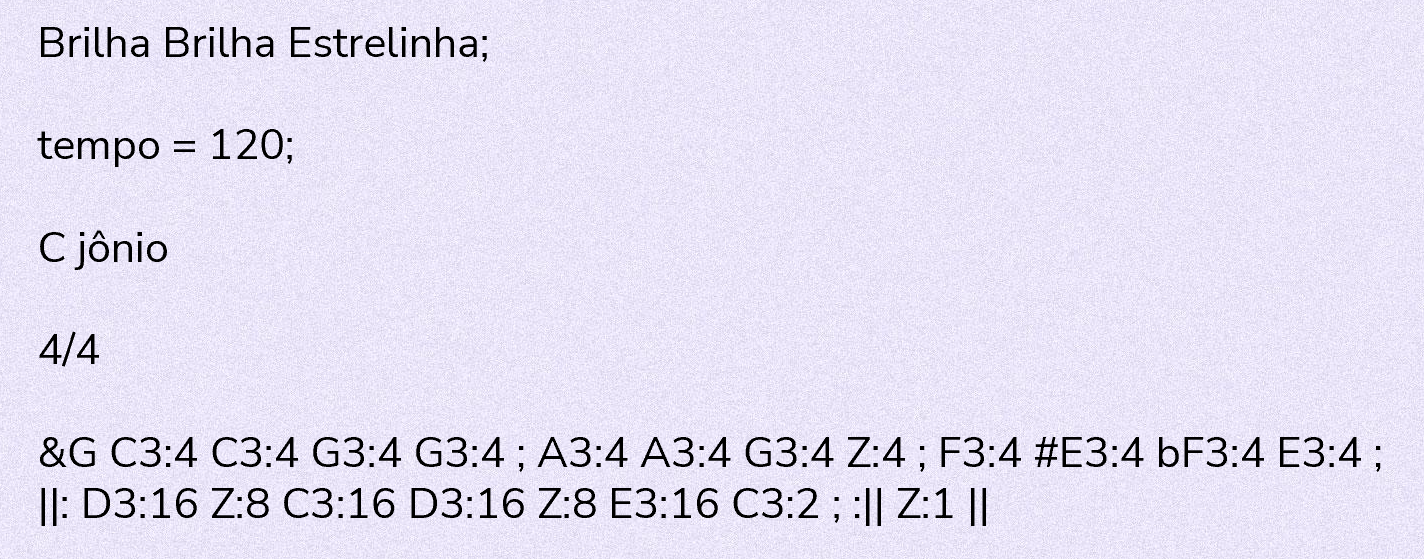 Brilha Brilha Estrelinha;
tempo = 120;
C jônio
4/4
&G C3:4 C3:4 G3:4 G3:4 ; A3:4 A3:4 G3:4 Z:4 ; F3:4 #E3:4 bF3:4 E3:4 ;
||: D3:16 Z:8 C3:16 D3:16 Z:8 E3:16 C3:2 ; :|| Z:1 ||